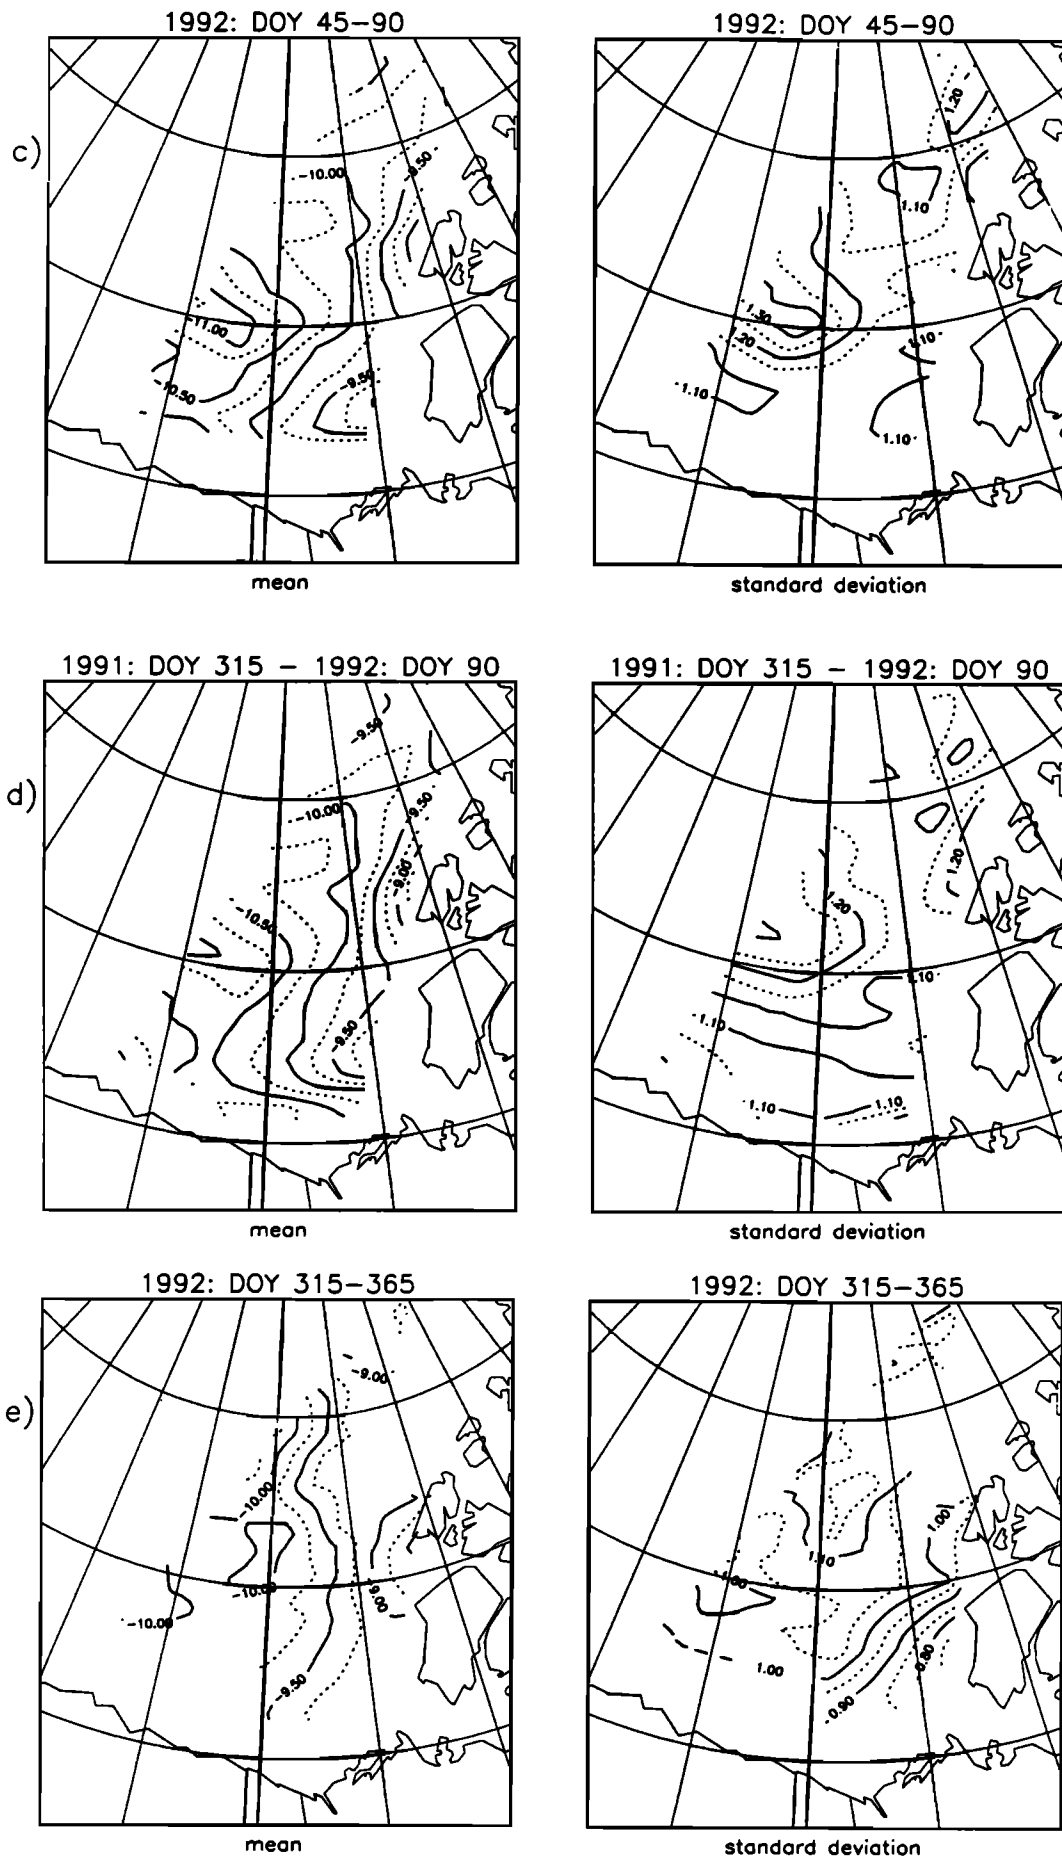 1992: DOY 45-90
1992: DOY 45-90
c)
-10.00
-9.50
-11.00
-10.50
-9.50
1.20
1.10
1.30
1.20
1.10
1.10
1.10
mean
standard deviation
1991: DOY 315 - 1992: DOY 90
1991: DOY 315 - 1992: DOY 90
d)
-9.50
-10.00
-9.50
-9.00
-10.50
-9.50
1.20
1.20
1.10
1.10
1.10
1.10
mean
standard deviation
1992: DOY 315-365
1992: DOY 315-365
e)
-9.00
-10.00
-10.00
-9.00
-10.00
-9.50
1.00
1.10
1.00
1.00
0.80
0.90
mean
standard deviation